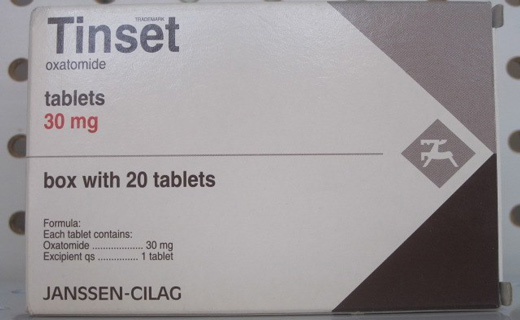 TRADEMARK
Tinset
oxatomide
tablets
30 mg
box with 20 tablets
Formula:
Each tablet contains:
Oxatomide .................. 30 mg
Excipient qs .............. 1 tablet
JANSSEN-CILAG